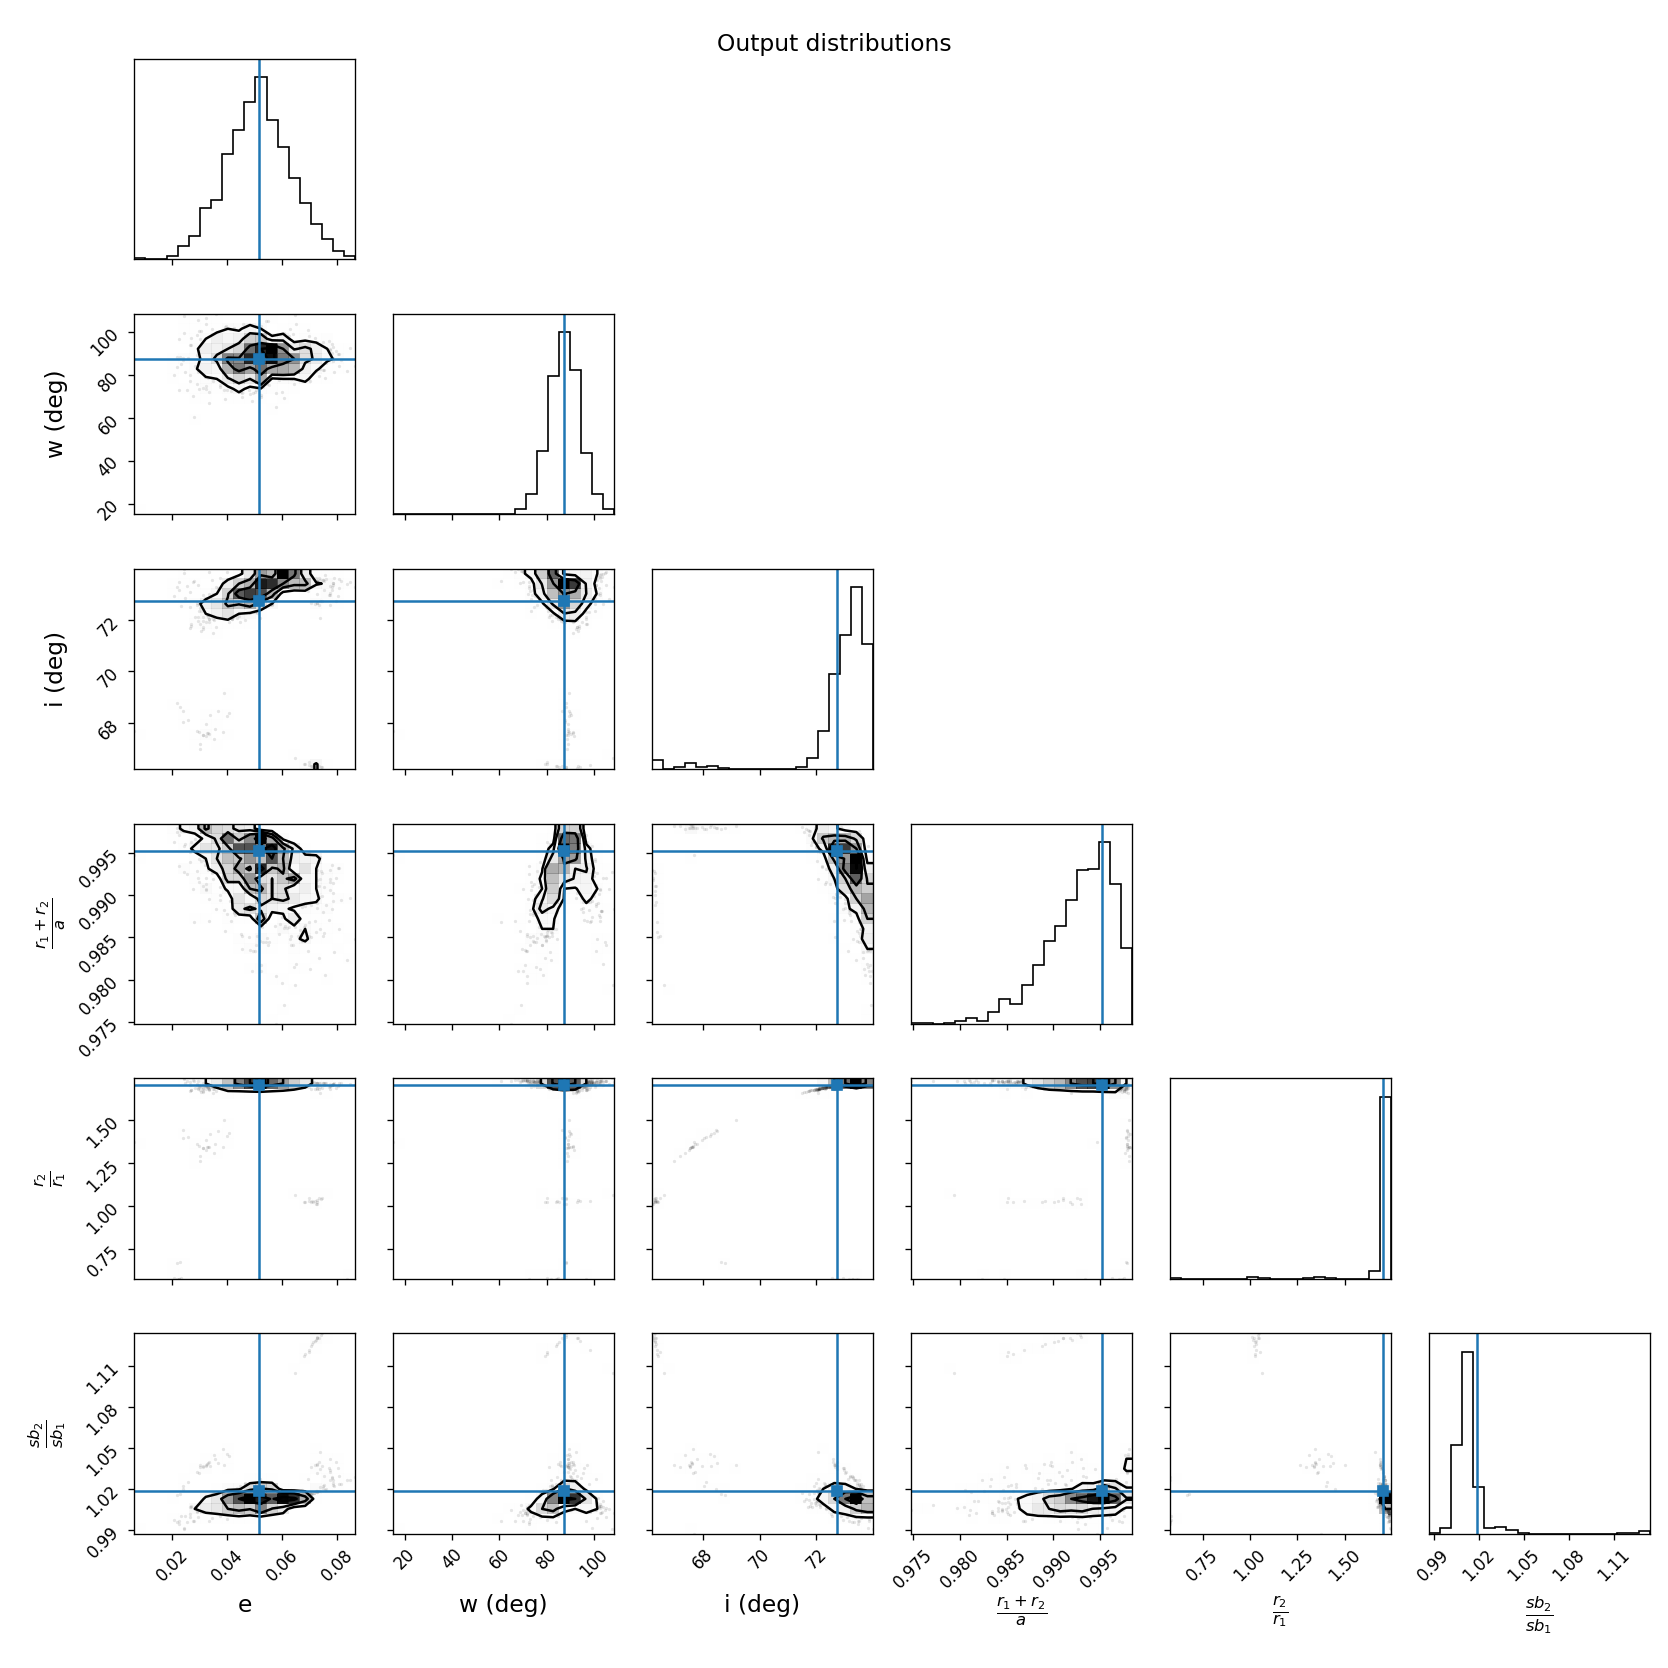 Output distributions
w (deg)
100
80
60
40
20
i (deg)
72
70
68
r₁ + r₂
a
0.995
0.990
0.985
0.980
0.975
r₂
r₁
1.50
1.25
1.00
0.75
sb₂
sb₁
1.11
1.08
1.05
1.02
0.99
0.02 0.04 0.06 0.08 20 40 60 80 100 68 70 72 0.975 0.980 0.985 0.990 0.995 0.75 1.00 1.25 1.50 0.99 1.02 1.05 1.08 1.11
e w (deg) i (deg) r₁ + r₂ r₂ sb₂
a r₁ sb₁